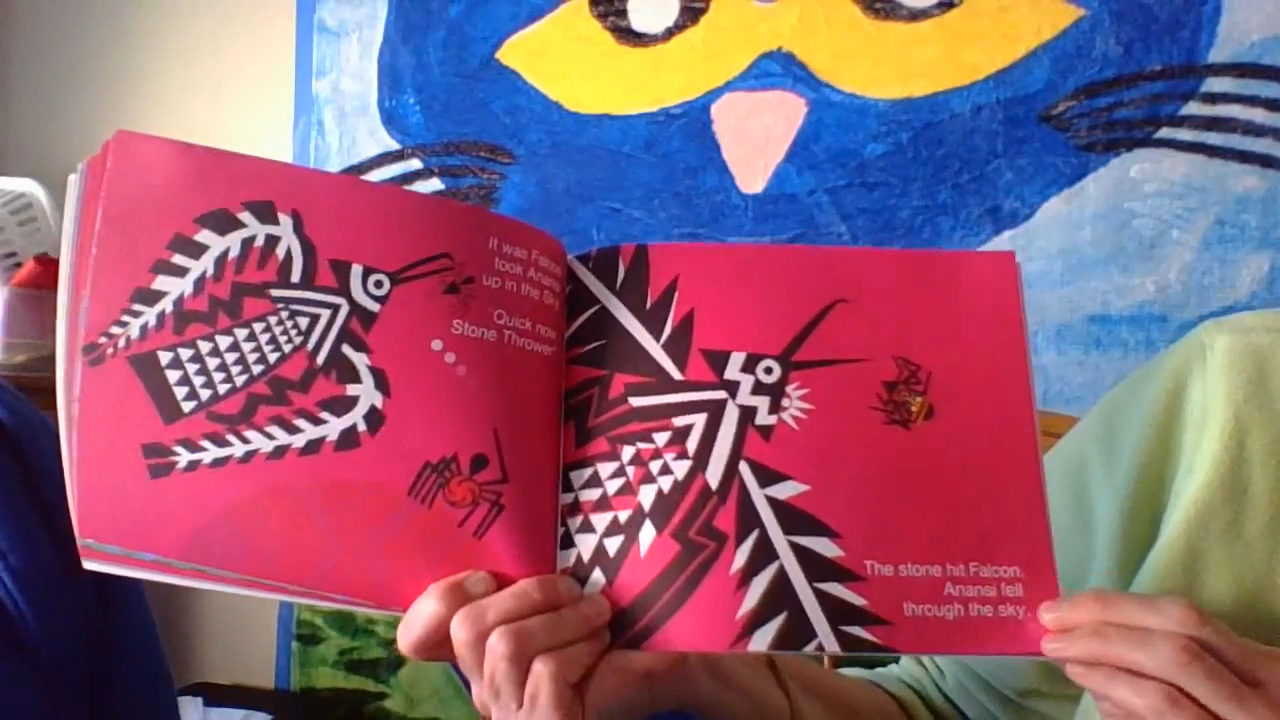 It was Falcon
took Anansi
up in the Sky.
"Quick now
Stone Thrower!"
The stone hit Falcon.
Anansi fell
through the sky.